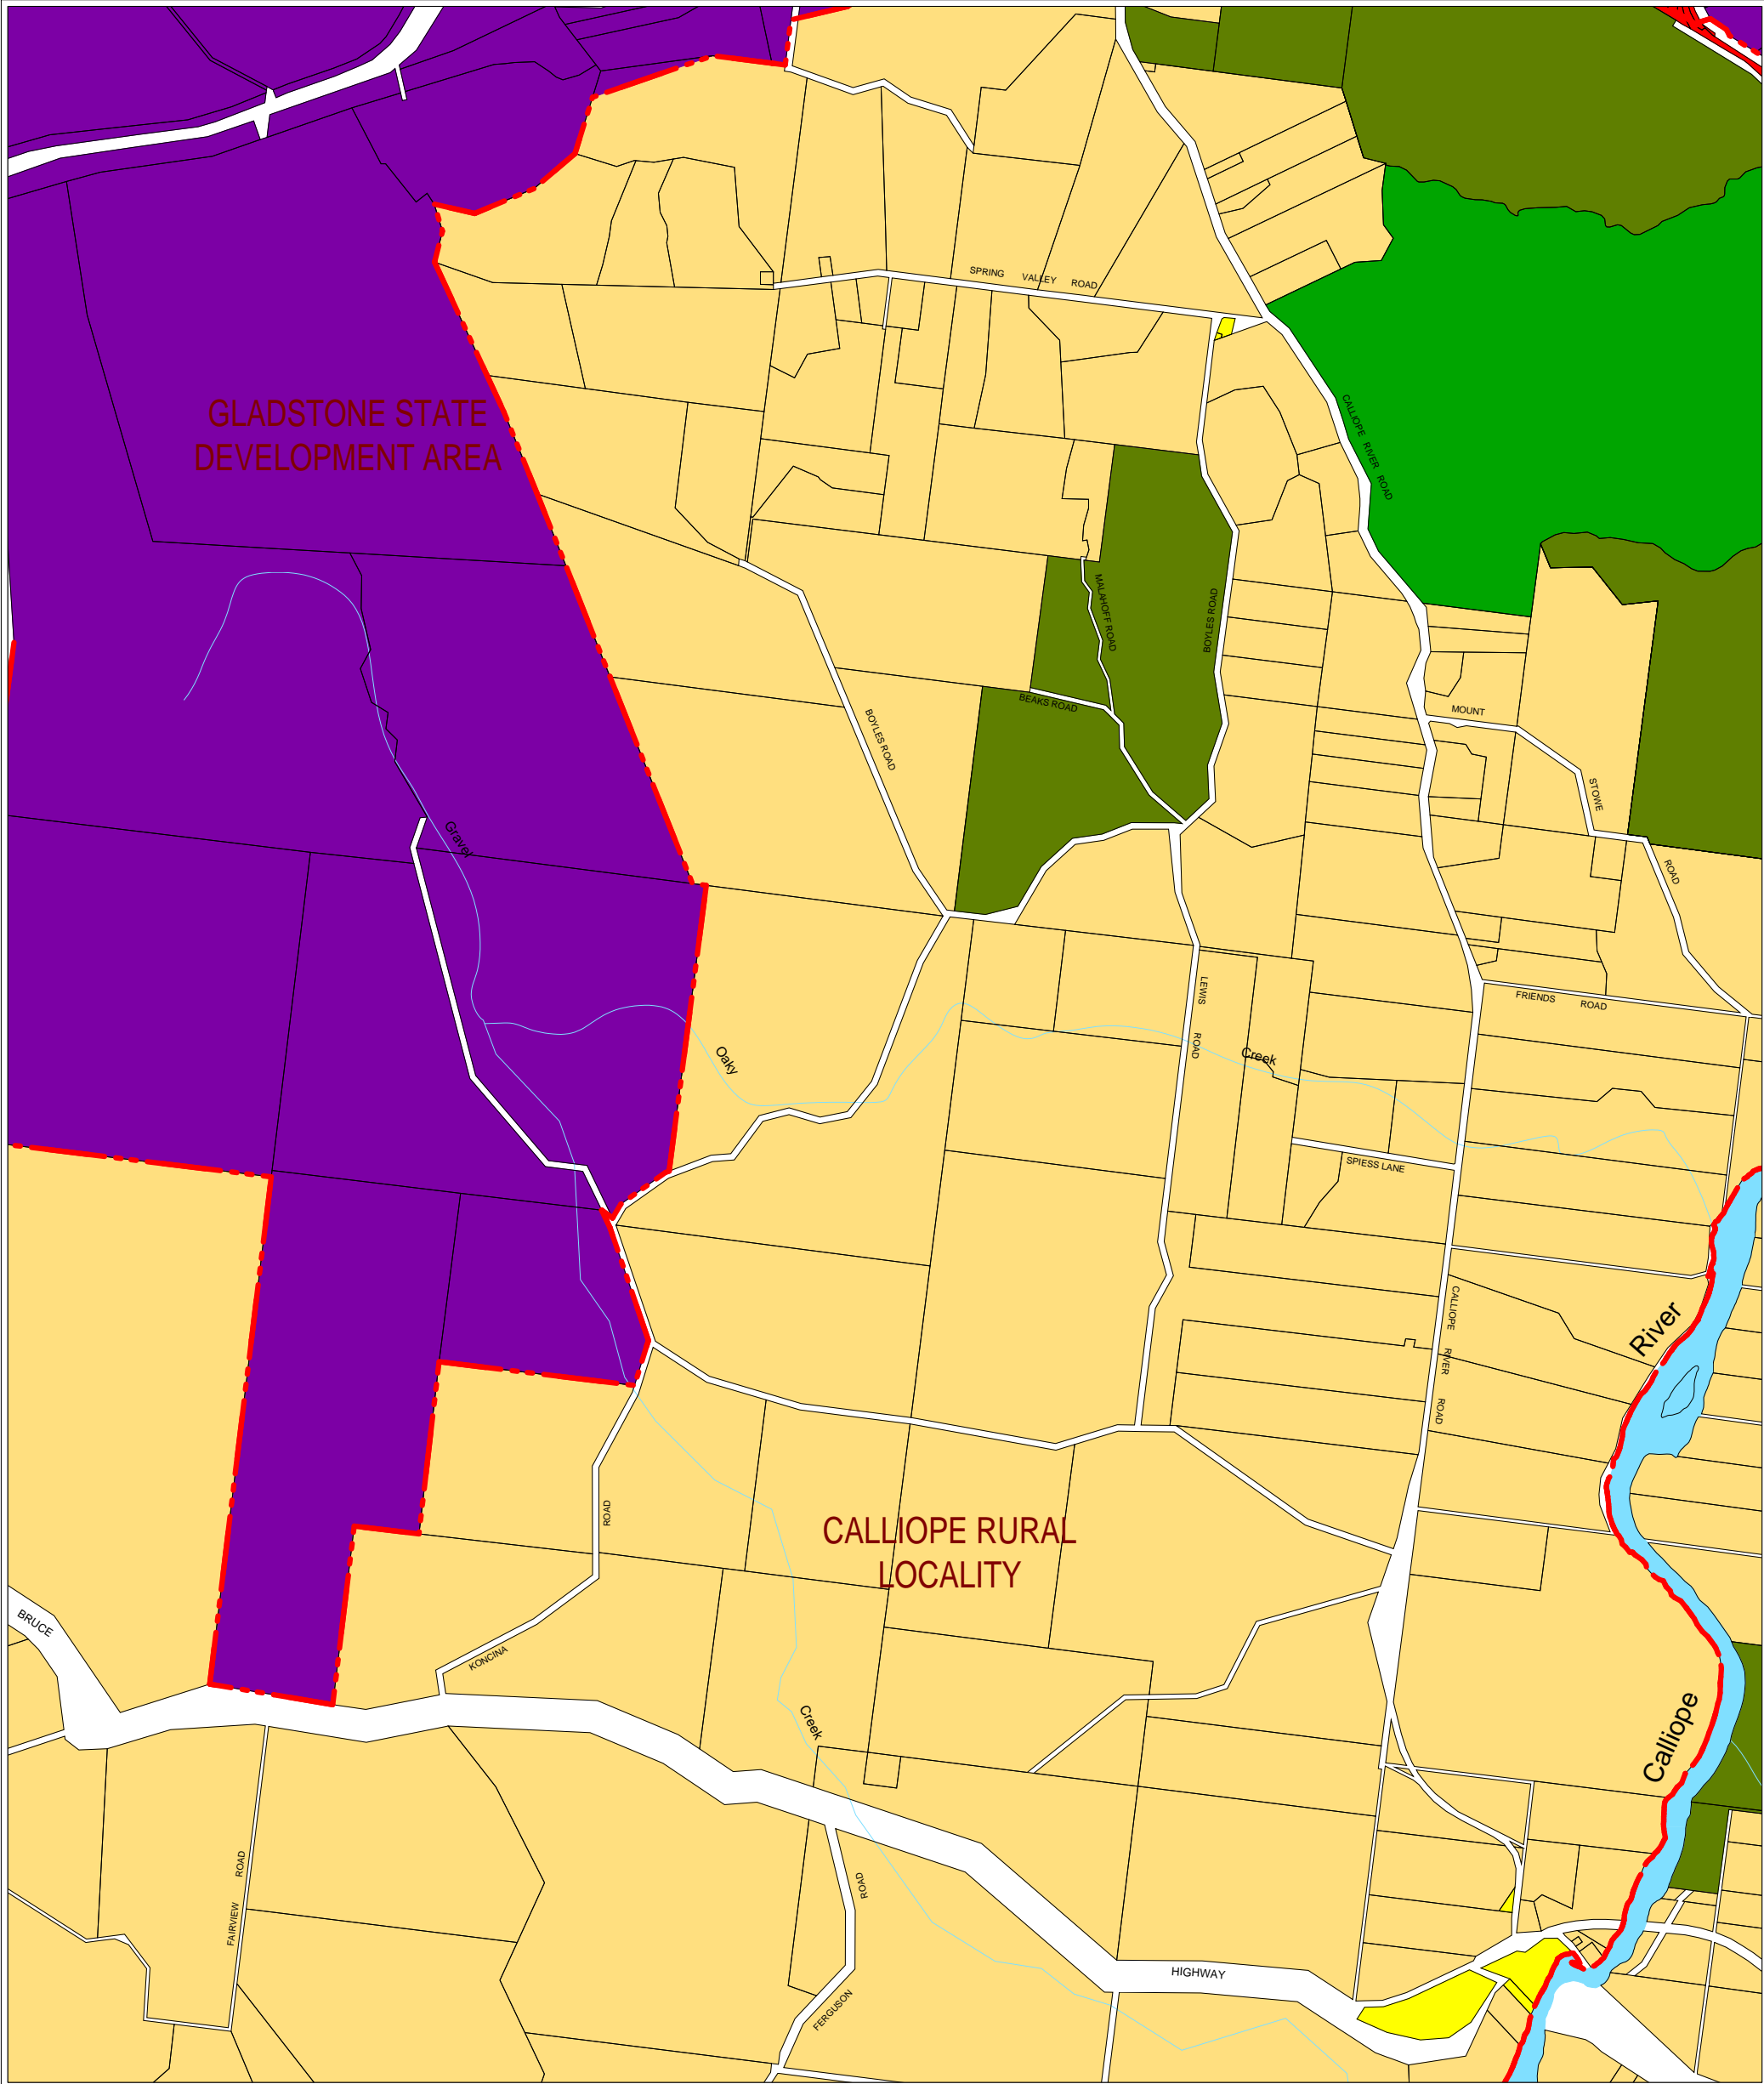 SPRING VALLEY ROAD
CALLIOPE RIVER ROAD
GLADSTONE STATE
DEVELOPMENT AREA
MALAHOFF ROAD
BOYLES ROAD
BEAKS ROAD
BOYLES ROAD
MOUNT STOWE ROAD
Graver
LEWIS ROAD
FRIENDS ROAD
Oaky Creek
SPIESS LANE
CALLIOPE RIVER ROAD
River
CALLIOPE RURAL
LOCALITY
ROAD
KONCINA
BRUCE
Creek
Calliope
FAIRVIEW ROAD
ROAD
FERGUSON
HIGHWAY